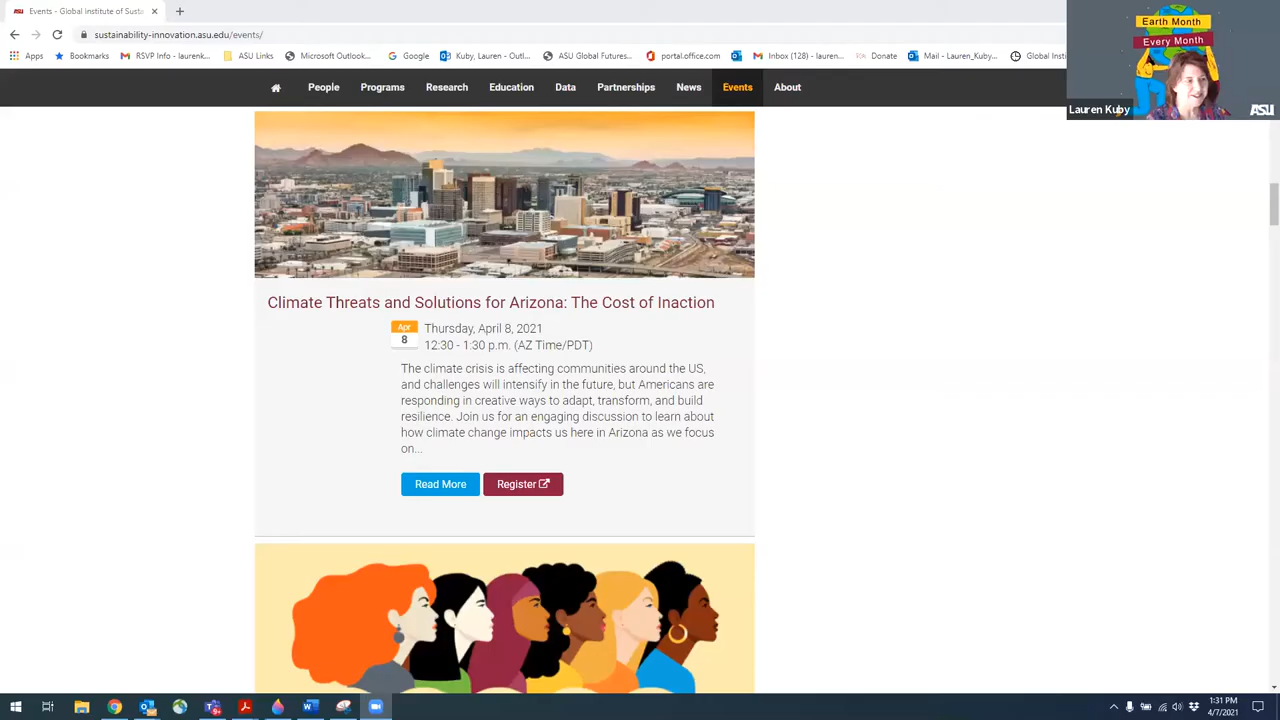 Events - Global Institute of Susta
sustainability-innovation.asu.edu/events/
Apps
Bookmarks
RSVP Info - laurenk...
ASU Links
Microsoft Outlook...
Google
Kuby, Lauren - Outl...
ASU Global Futures...
portal.office.com
Inbox (128) - lauren...
Donate
Mail - Lauren_Kuby...
Global Insti
Earth Month
Every Month
Lauren Kuby
ASU
People
Programs
Research
Education
Data
Partnerships
News
Events
About
Climate Threats and Solutions for Arizona: The Cost of Inaction
Apr
8
Thursday, April 8, 2021
12:30 - 1:30 p.m. (AZ Time/PDT)
The climate crisis is affecting communities around the US,
and challenges will intensify in the future, but Americans are
responding in creative ways to adapt, transform, and build
resilience. Join us for an engaging discussion to learn about
how climate change impacts us here in Arizona as we focus
on...
Read More
Register
1:31 PM
4/7/2021